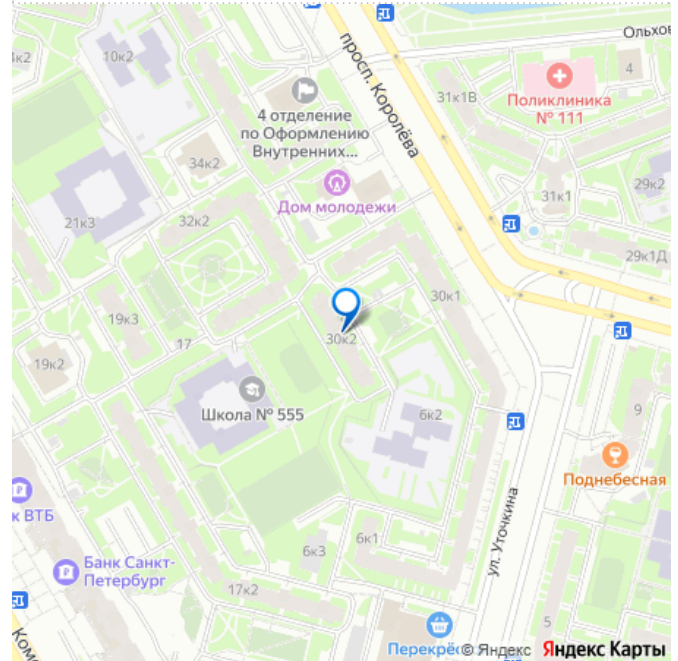 10к2
4к2
просп. Королёва
Ольхов
4 отделение
по Оформлению
Внутренних...
31к1В
Поликлиника
№ 111
4
34к2
Дом молодежи
31к1
29к2
21к3
32к2
29к1Д
19к3
17
30к1
30к2
19к2
Школа № 555
6к2
9
Поднебесная
к ВТБ
ул. Уточкина
6к3
6к1
Банк Санкт-
Петербург
17к2
5
Ком
Перекрёс
© Яндекс Яндекс Карты